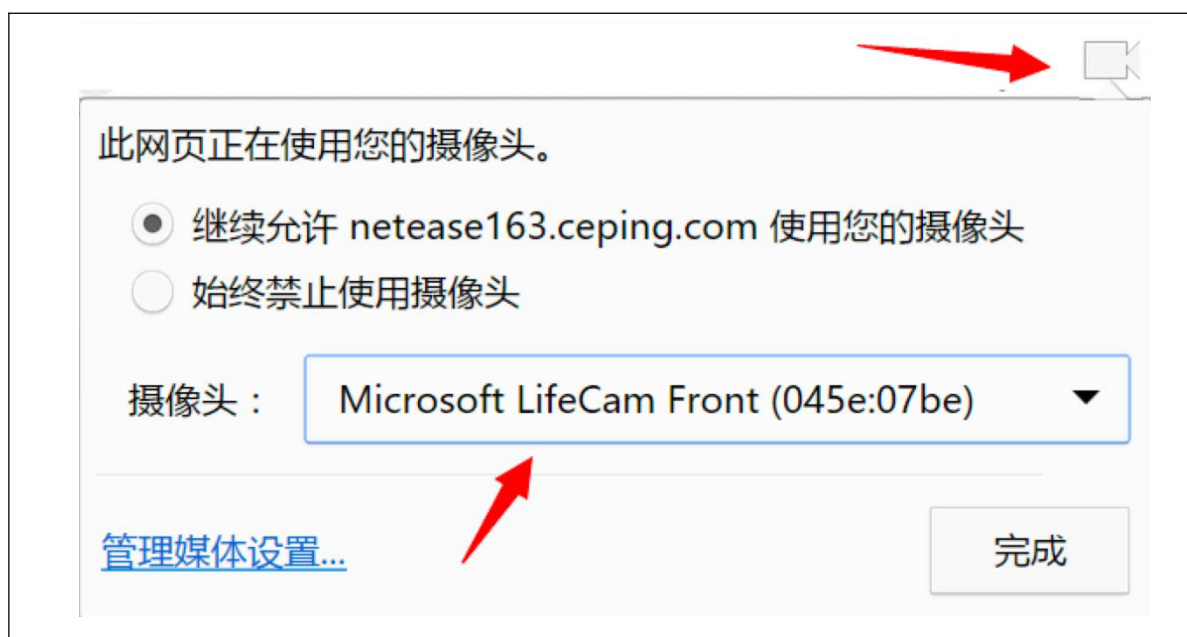 此网页正在使用您的摄像头。
继续允许 netease163.ceping.com 使用您的摄像头
始终禁止使用摄像头
摄像头： Microsoft LifeCam Front (045e:07be)
管理媒体设置... 完成